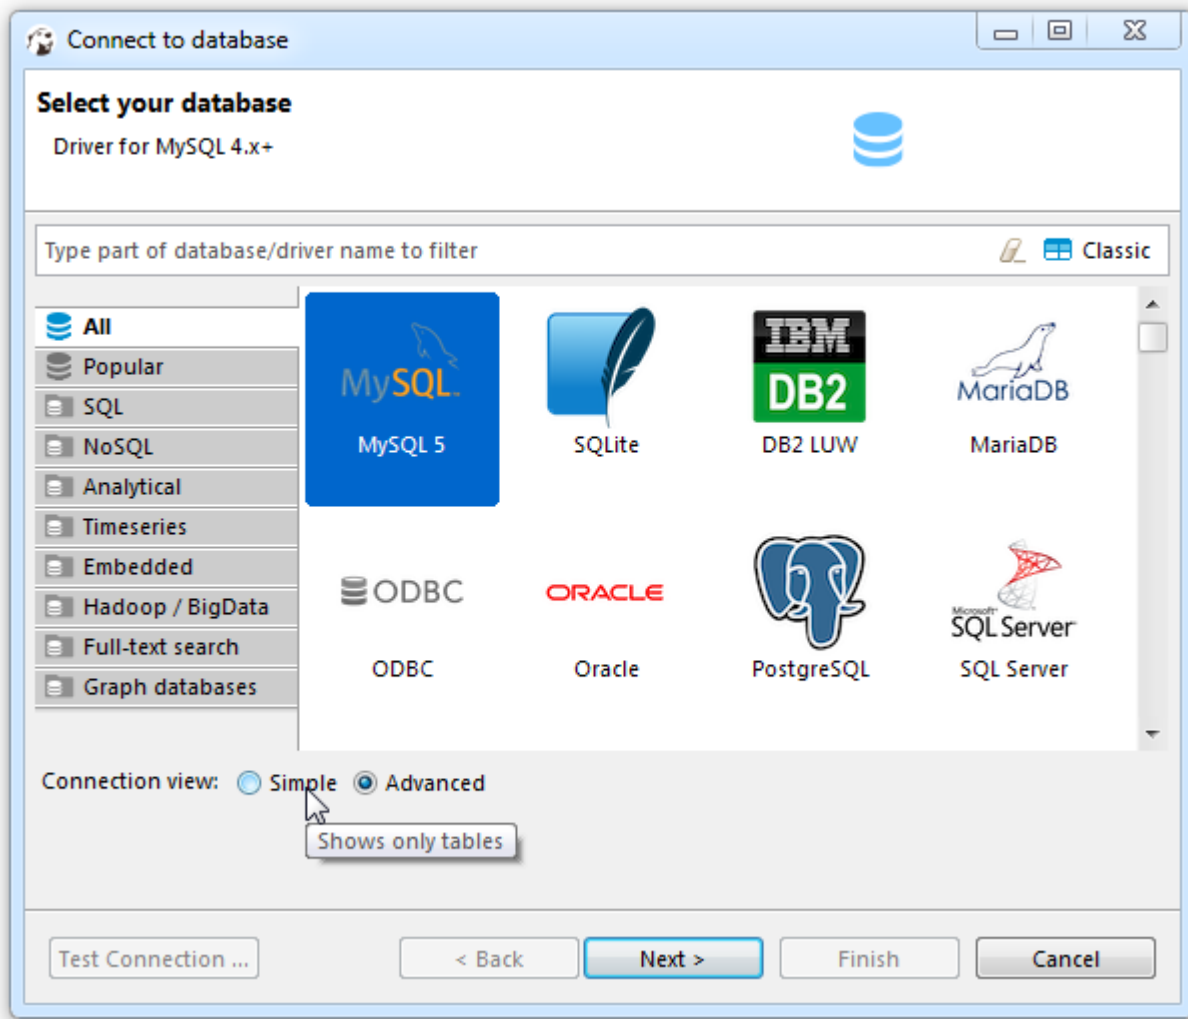 Connect to database
Select your database
Driver for MySQL 4.x+
Type part of database/driver name to filter
Classic
All
Popular
SQL
NoSQL
Analytical
Timeseries
Embedded
Hadoop / BigData
Full-text search
Graph databases
MySQL™
MySQL 5
SQLite
IBM
DB2
DB2 LUW
MariaDB
MariaDB
ODBC
ODBC
ORACLE
Oracle
PostgreSQL
Microsoft®
SQL Server
SQL Server
Connection view: Simple Advanced
Shows only tables
Test Connection ... < Back Next > Finish Cancel